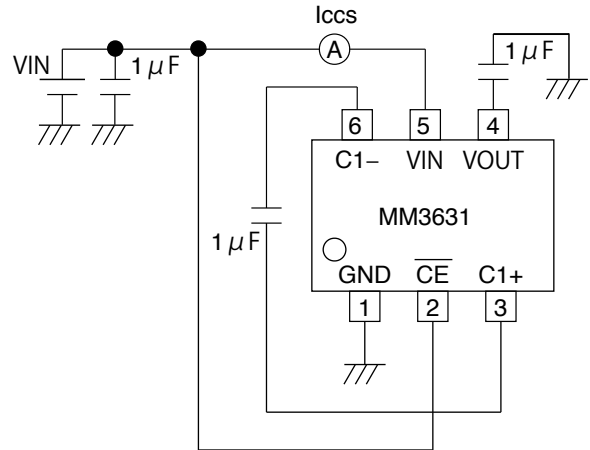 Iccs
A
VIN
1 μF
1 μF
6 5 4
C1− VIN VOUT
MM3631
1 μF
GND CE C1+
1 2 3